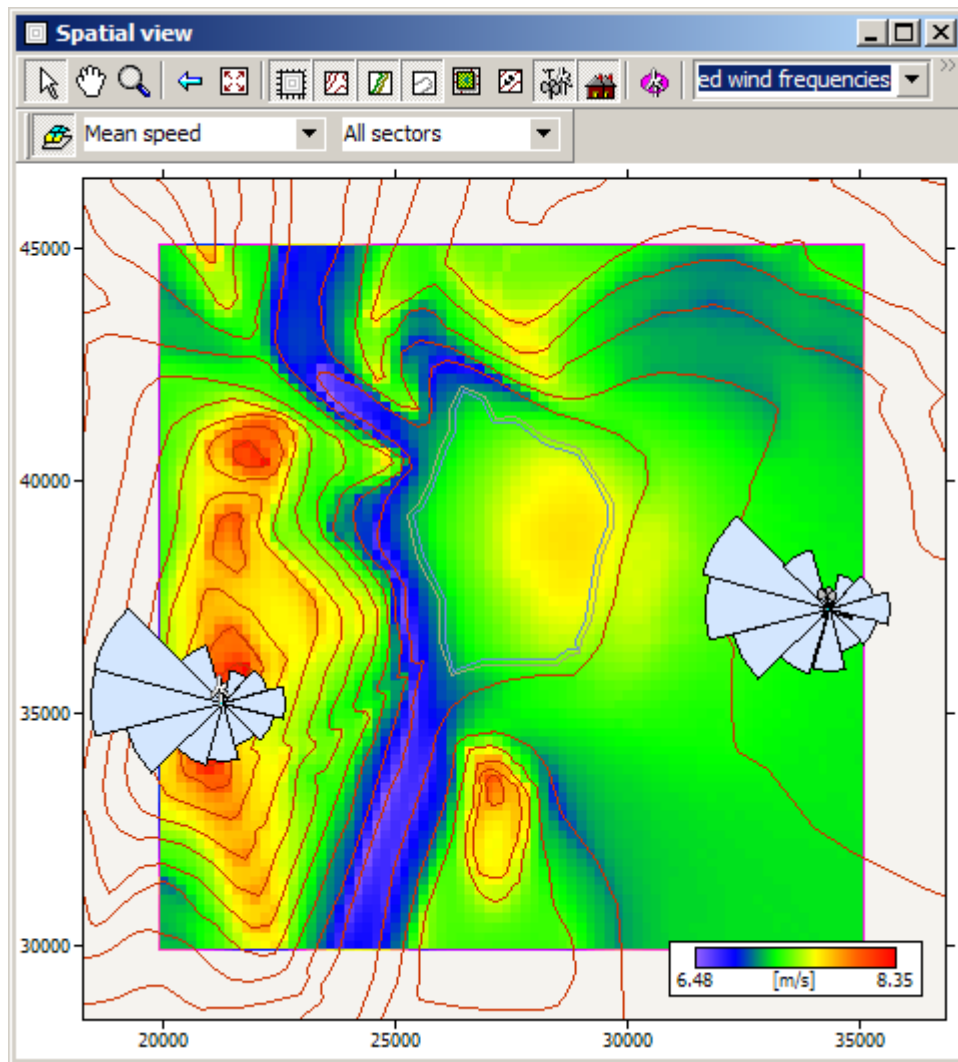 Spatial view
ed wind frequencies
Mean speed All sectors
45000
40000
35000
30000
6.48 [m/s] 8.35
20000 25000 30000 35000